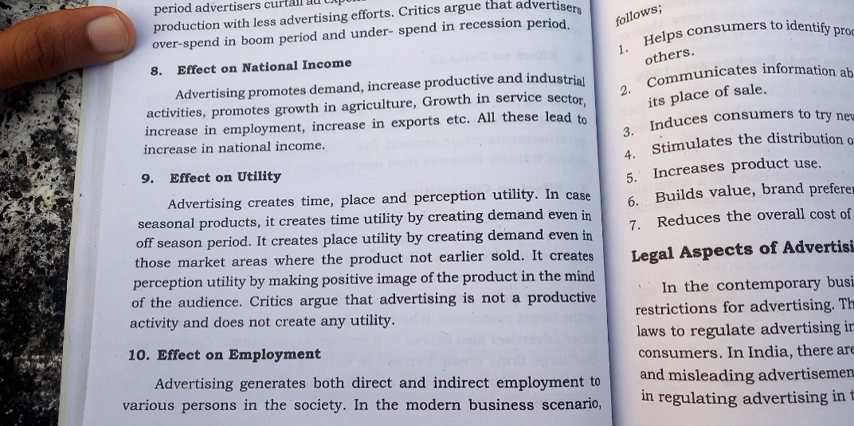 period advertisers curtail ad
production with less advertising efforts. Critics argue that advertisers
over-spend in boom period and under- spend in recession period.
8. Effect on National Income
Advertising promotes demand, increase productive and industrial
activities, promotes growth in agriculture, Growth in service sector,
increase in employment, increase in exports etc. All these lead to
increase in national income.
9. Effect on Utility
Advertising creates time, place and perception utility. In case
seasonal products, it creates time utility by creating demand even in
off season period. It creates place utility by creating demand even in
those market areas where the product not earlier sold. It creates
perception utility by making positive image of the product in the mind
of the audience. Critics argue that advertising is not a productive
activity and does not create any utility.
10. Effect on Employment
Advertising generates both direct and indirect employment to
various persons in the society. In the modern business scenario,
follows;
1. Helps consumers to identify
others.
2. Communicates information
its place of sale.
3. Induces consumers to try
4. Stimulates the distribution
5. Increases product use.
6. Builds value, brand
7. Reduces the overall cost of
Legal Aspects of
In the contemporary
restrictions for advertising.
laws to regulate advertising
consumers. In India, there are
and misleading
in regulating advertising in